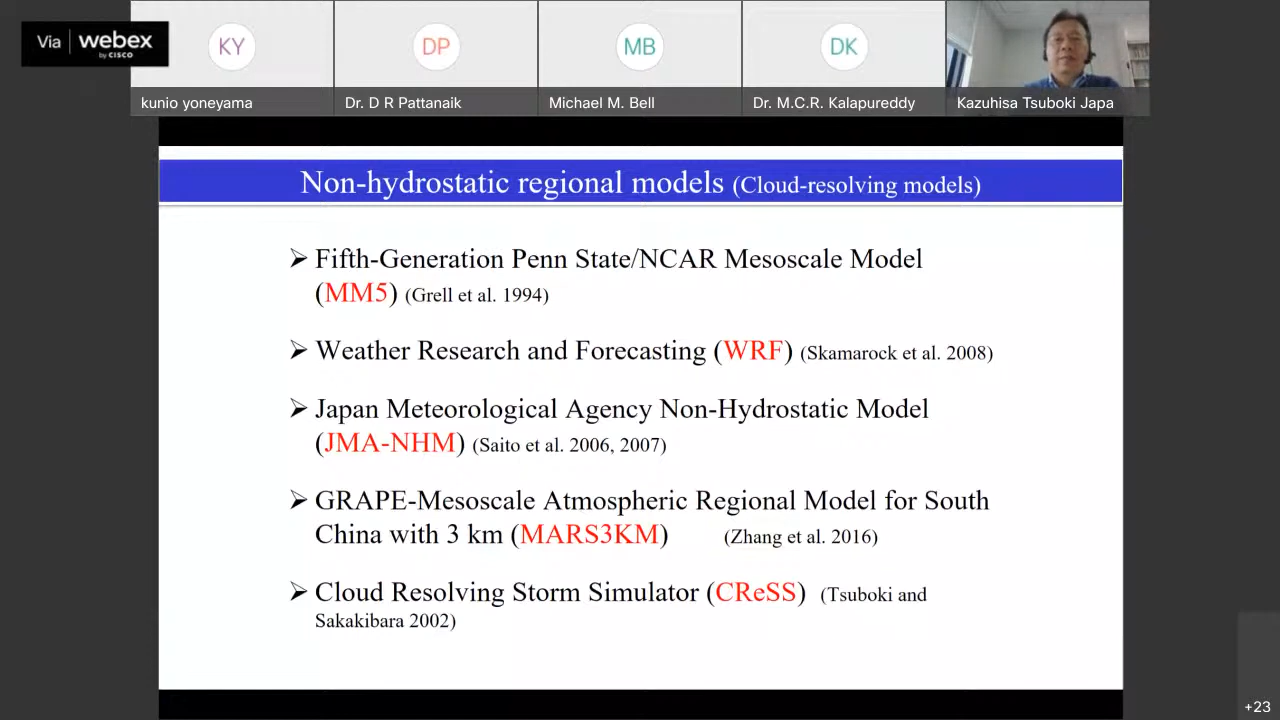 Via webex
by CISCO
KY
DP
MB
DK
kunio yoneyama
Dr. D R Pattanaik
Michael M. Bell
Dr. M.C.R. Kalapureddy
Kazuhisa Tsuboki Japa
Non-hydrostatic regional models (Cloud-resolving models)
➢ Fifth-Generation Penn State/NCAR Mesoscale Model
(MM5) (Grell et al. 1994)
➢ Weather Research and Forecasting (WRF) (Skamarock et al. 2008)
➢ Japan Meteorological Agency Non-Hydrostatic Model
(JMA-NHM) (Saito et al. 2006, 2007)
➢ GRAPE-Mesoscale Atmospheric Regional Model for South
China with 3 km (MARS3KM) (Zhang et al. 2016)
➢ Cloud Resolving Storm Simulator (CReSS) (Tsuboki and
Sakakibara 2002)
+23